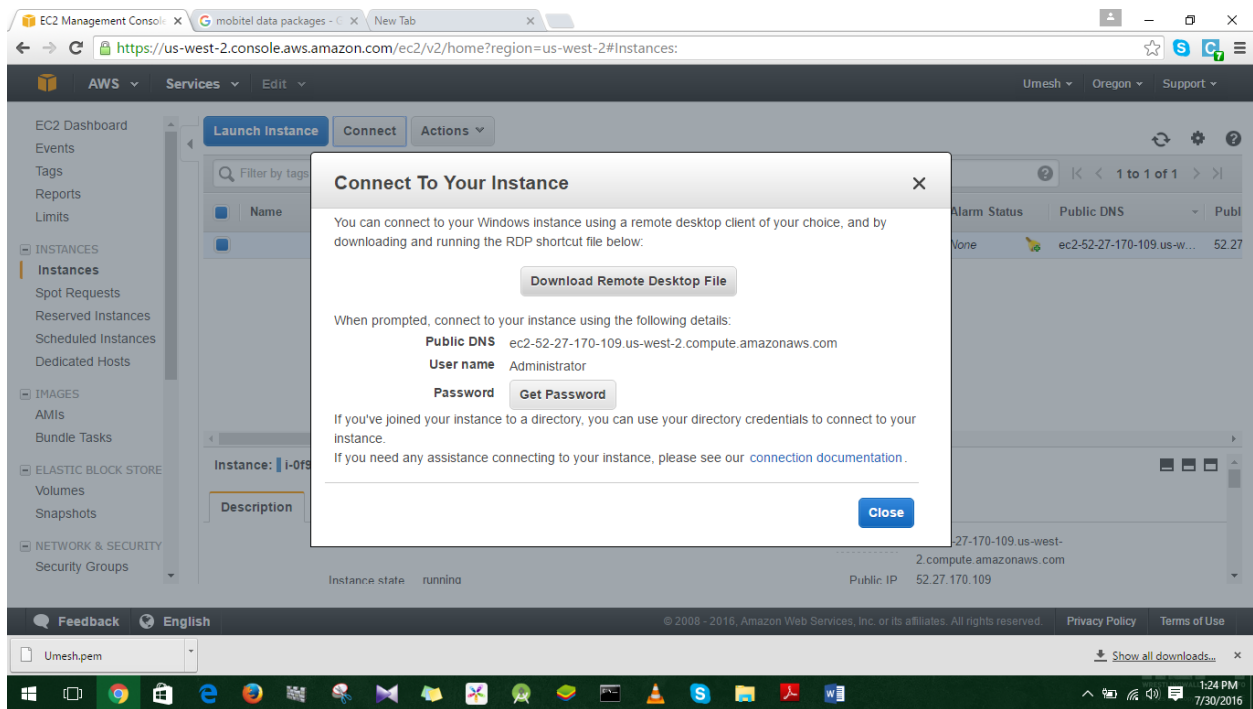 EC2 Management Console
mobitel data packages - G
New Tab
https://us-west-2.console.aws.amazon.com/ec2/v2/home?region=us-west-2#Instances:
AWS Services Edit Umesh Oregon Support
EC2 Dashboard
Events
Tags
Reports
Limits
INSTANCES
Instances
Spot Requests
Reserved Instances
Scheduled Instances
Dedicated Hosts
IMAGES
AMIs
Bundle Tasks
ELASTIC BLOCK STORE
Volumes
Snapshots
NETWORK & SECURITY
Security Groups
Launch Instance Connect Actions
Filter by tags
1 to 1 of 1
Name Alarm Status Public DNS Publ
None ec2-52-27-170-109.us-w... 52.27
Connect To Your Instance
You can connect to your Windows instance using a remote desktop client of your choice, and by
downloading and running the RDP shortcut file below:
Download Remote Desktop File
When prompted, connect to your instance using the following details:
Public DNS ec2-52-27-170-109.us-west-2.compute.amazonaws.com
User name Administrator
Password Get Password
If you've joined your instance to a directory, you can use your directory credentials to connect to your
instance.
If you need any assistance connecting to your instance, please see our connection documentation.
Close
Instance: i-0f9
Description
-27-170-109.us-west-
2.compute.amazonaws.com
Instance state running Public IP 52.27.170.109
Feedback English © 2008 - 2016, Amazon Web Services, Inc. or its affiliates. All rights reserved. Privacy Policy Terms of Use
Umesh.pem Show all downloads...
1:24 PM
7/30/2016